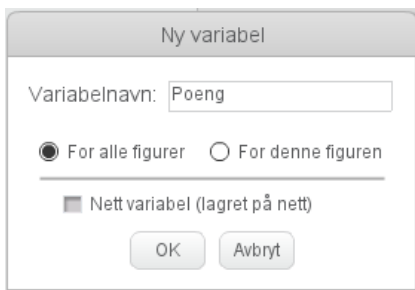 Ny variabel
Variabelnavn: Poeng
For alle figurer For denne figuren
Nett variabel (lagret på nett)
OK Avbryt